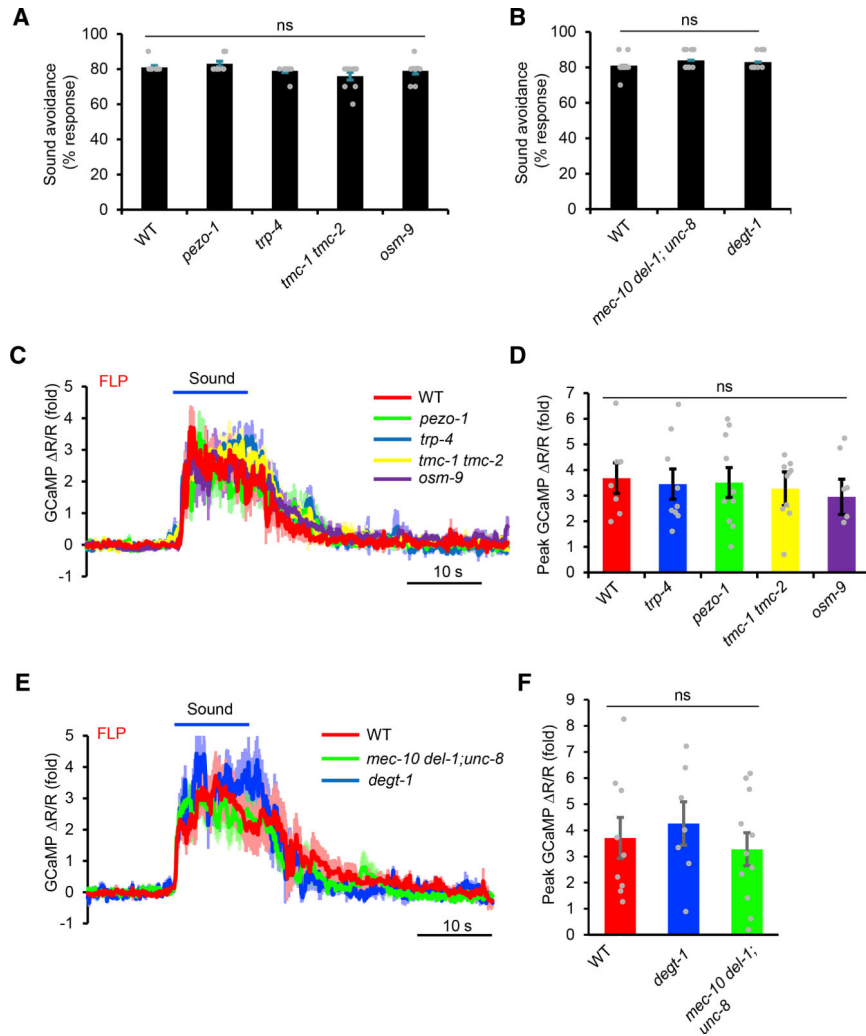 A
ns
Sound avoidance
(% response)
100
80
60
40
20
0
WT
pezo-1
trp-4
tmc-1 tmc-2
osm-9
B
ns
Sound avoidance
(% response)
100
80
60
40
20
0
WT
mec-10 del-1; unc-8
degt-1
C
FLP
Sound
GCaMP ΔR/R (fold)
5
4
3
2
1
0
-1
WT
pezo-1
trp-4
tmc-1 tmc-2
osm-9
10 s
D
ns
Peak GCaMP ΔR/R (fold)
7
6
5
4
3
2
1
0
WT
trp-4
pezo-1
tmc-1 tmc-2
osm-9
E
FLP
Sound
GCaMP ΔR/R (fold)
5
4
3
2
1
0
-1
WT
mec-10 del-1;unc-8
degt-1
10 s
F
ns
Peak GCaMP ΔR/R (fold)
9
8
7
6
5
4
3
2
1
0
WT
degt-1
mec-10 del-1;
unc-8